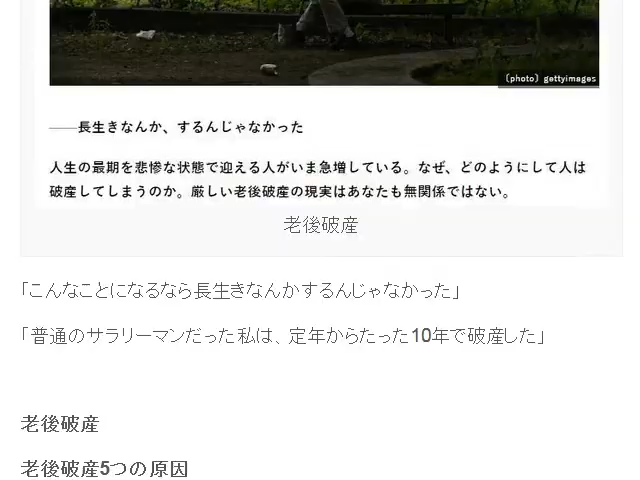 （photo）gettyimages
――長生きなんか、するんじゃなかった
人生の最期を悲惨な状態で迎える人がいま急増している。なぜ、どのようにして人は
破産してしまうのか。厳しい老後破産の現実はあなたも無関係ではない。
老後破産
「こんなことになるなら長生きなんかするんじゃなかった」
「普通のサラリーマンだった私は、定年からたった10年で破産した」
老後破産
老後破産5つの原因